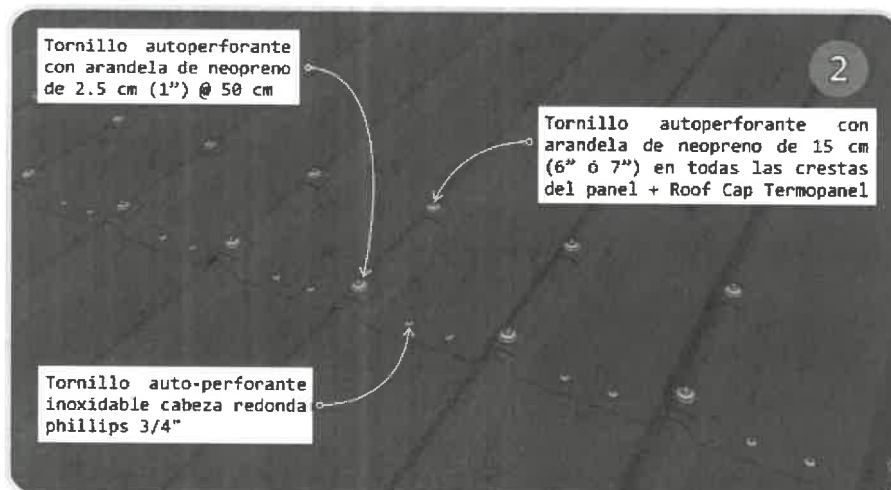 Tornillo autoperforante
con arandela de neopreno
de 2.5 cm (1”) @ 50 cm
2
Tornillo autoperforante con
arandela de neopreno de 15 cm
(6” ó 7”) en todas las crestas
del panel + Roof Cap Termopanel
Tornillo auto-perforante
inoxidable cabeza redonda
phillips 3/4"